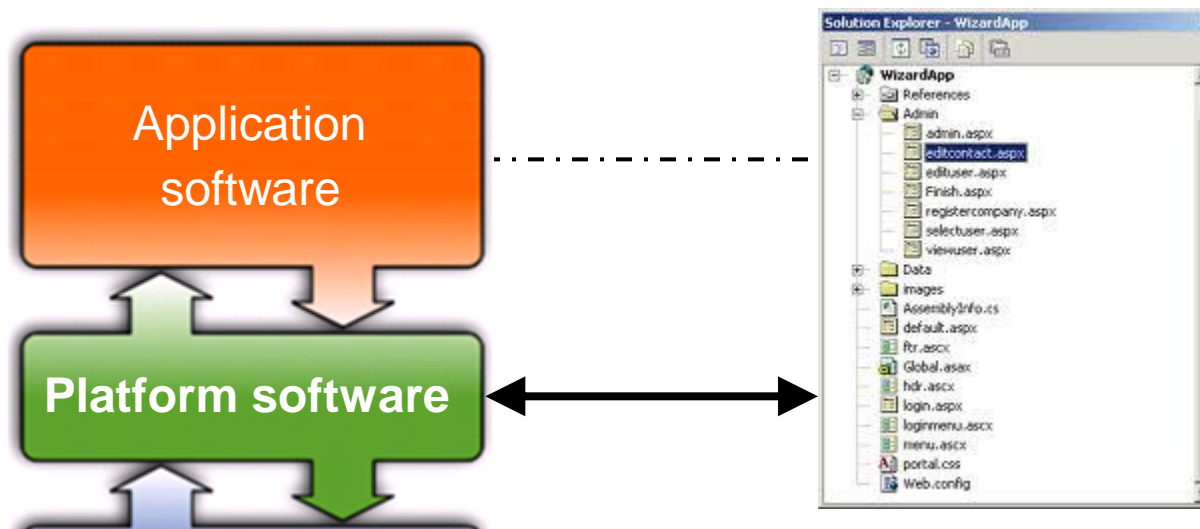 Application
software
Platform software
Solution Explorer - WizardApp
WizardApp
References
Admin
admin.aspx
editcontact.aspx
edituser.aspx
Finish.aspx
registercompany.aspx
selectuser.aspx
viewuser.aspx
Data
images
AssemblyInfo.cs
default.aspx
ftr.ascx
Global.asax
hdr.ascx
login.aspx
loginmenu.ascx
menu.ascx
portal.css
Web.config